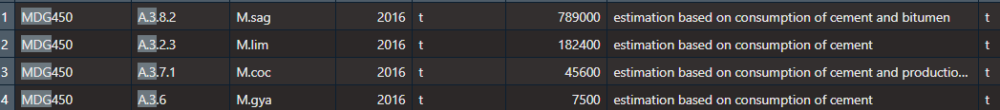 1 MDG450 A.3.8.2 M.sag 2016 t 789000 estimation based on consumption of cement and bitumen t
2 MDG450 A.3.2.3 M.lim 2016 t 182400 estimation based on consumption of cement t
3 MDG450 A.3.7.1 M.coc 2016 t 45600 estimation based on consumption of cement and productio... t
4 MDG450 A.3.6 M.gya 2016 t 7500 estimation based on consumption of cement t